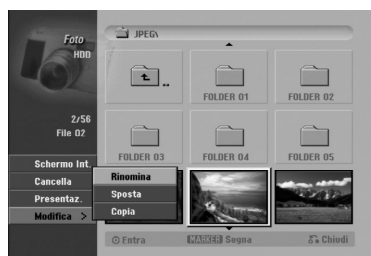 Foto
HDD
2/56
File 02
JPEG\
..
FOLDER 01
FOLDER 02
FOLDER 03
FOLDER 04
FOLDER 05
Schermo Int.
Cancella
Presentaz.
Modifica >
Rinomina
Sposta
Copia
Entra
MARKER Segna
Chiudi